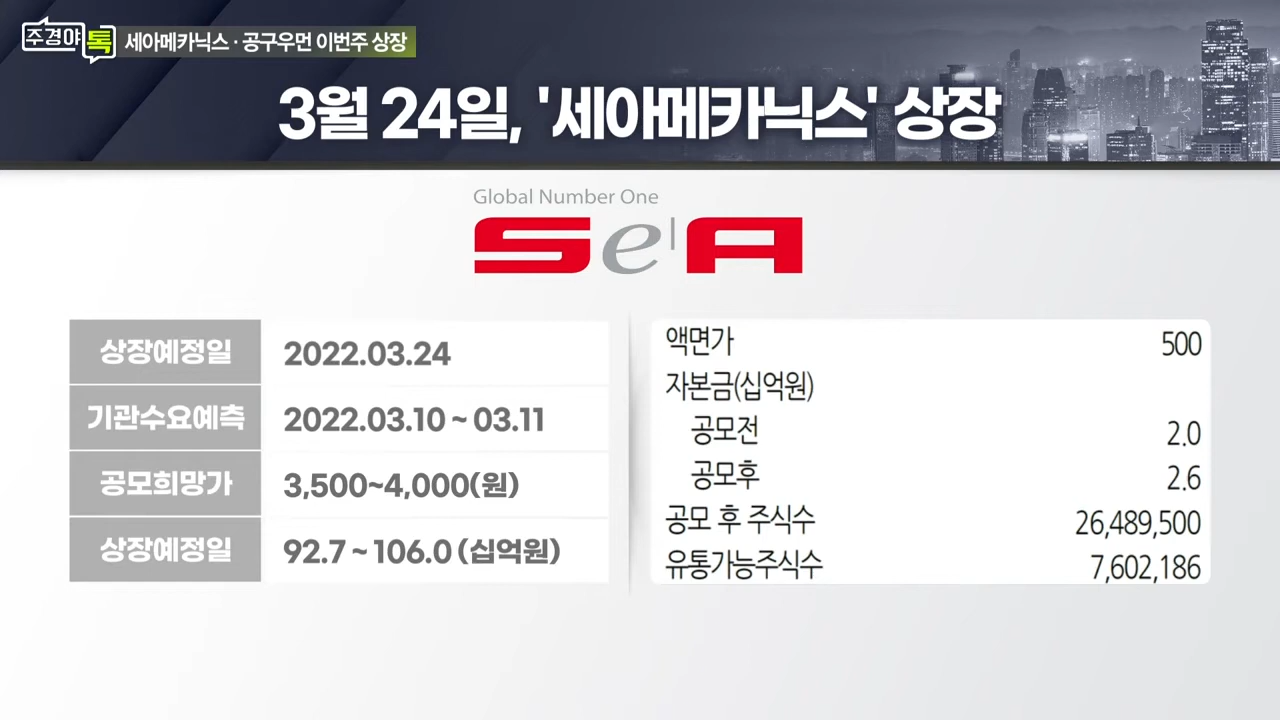 주경야톡
세아메카닉스·공구우먼 이번주 상장
3월 24일, '세아메카닉스' 상장
Global Number One
SeA
상장예정일 2022.03.24
기관수요예측 2022.03.10 ~ 03.11
공모희망가 3,500~4,000(원)
상장예정일 92.7 ~ 106.0 (십억원)
액면가 500
자본금(십억원)
공모전 2.0
공모후 2.6
공모 후 주식수 26,489,500
유통가능주식수 7,602,186